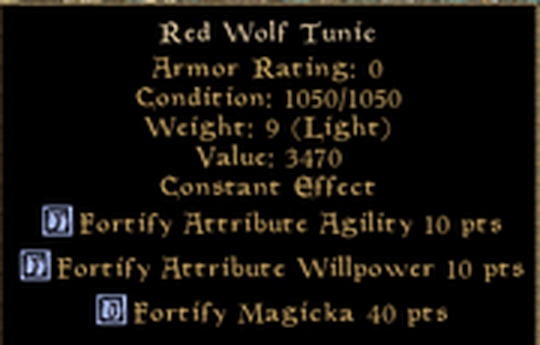 Red Wolf Tunic
Armor Rating: 0
Condition: 1050/1050
Weight: 9 (Light)
Value: 3470
Constant Effect
Fortify Attribute Agility 10 pts
Fortify Attribute Willpower 10 pts
Fortify Magicka 40 pts